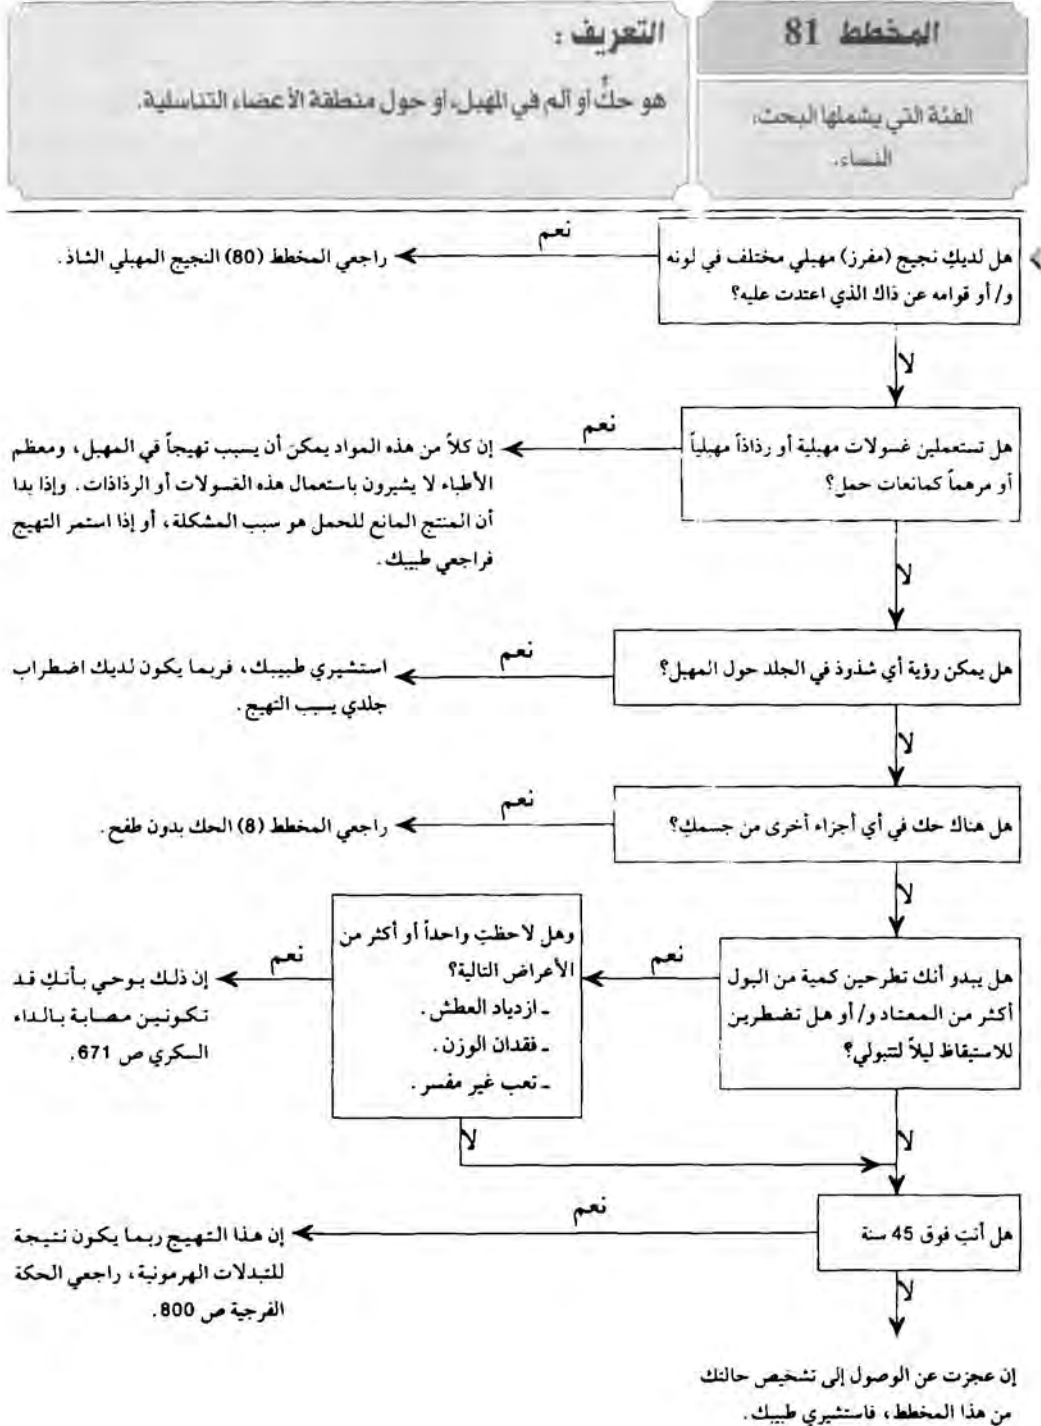 المخطط 81
الفئة التي يشملها البحث:
النساء.
التعريف :
هو حكٌ أو ألم في المهبل، أو حول منطقة الأعضاء التناسلية.
هل لديكِ نجيج (مفرز) مهبلي مختلف في لونه
و/ أو قوامه عن ذاك الذي اعتدت عليه؟
نعم
راجعي المخطط (80) النجيج المهبلي الشاذ.
لا
هل تستعملين غسولات مهبلية أو رذاذاً مهبلياً
أو مرهماً كمانعات حمل؟
نعم
إن كلاً من هذه المواد يمكن أن يسبب تهيجاً في المهبل، ومعظم
الأطباء لا يشيرون باستعمال هذه الغسولات أو الرذاذات. وإذا بدا
أن المنتج المانع للحمل هو سبب المشكلة، أو إذا استمر التهيج
فراجعي طبيبك.
لا
هل يمكن رؤية أي شذوذ في الجلد حول المهبل؟
نعم
استشيري طبيبك، فربما يكون لديك اضطراب
جلدي يسبب التهيج.
لا
هل هناك حك في أي أجزاء أخرى من جسمكِ؟
نعم
راجعي المخطط (8) الحك بدون طفح.
لا
هل يبدو أنك تطرحين كمية من البول
أكثر من المعتاد و/ أو هل تضطرين
للاستيقاظ ليلاً لتتبولي؟
نعم
وهل لاحظتِ واحداً أو أكثر من
الأعراض التالية؟
ـ ازدياد العطش.
ـ فقدان الوزن.
ـ تعب غير مفسر.
نعم
إن ذلك يوحي بأنكِ قد
تكونين مصابة بالداء
السكري ص 671.
لا
لا
هل أنتِ فوق 45 سنة
نعم
إن هذا التهيج ربما يكون نتيجة
للتبدلات الهرمونية، راجعي الحكة
الفرجية ص 800.
لا
إن عجزت عن الوصول إلى تشخيص حالتك
من هذا المخطط، فاستشيري طبيبك.